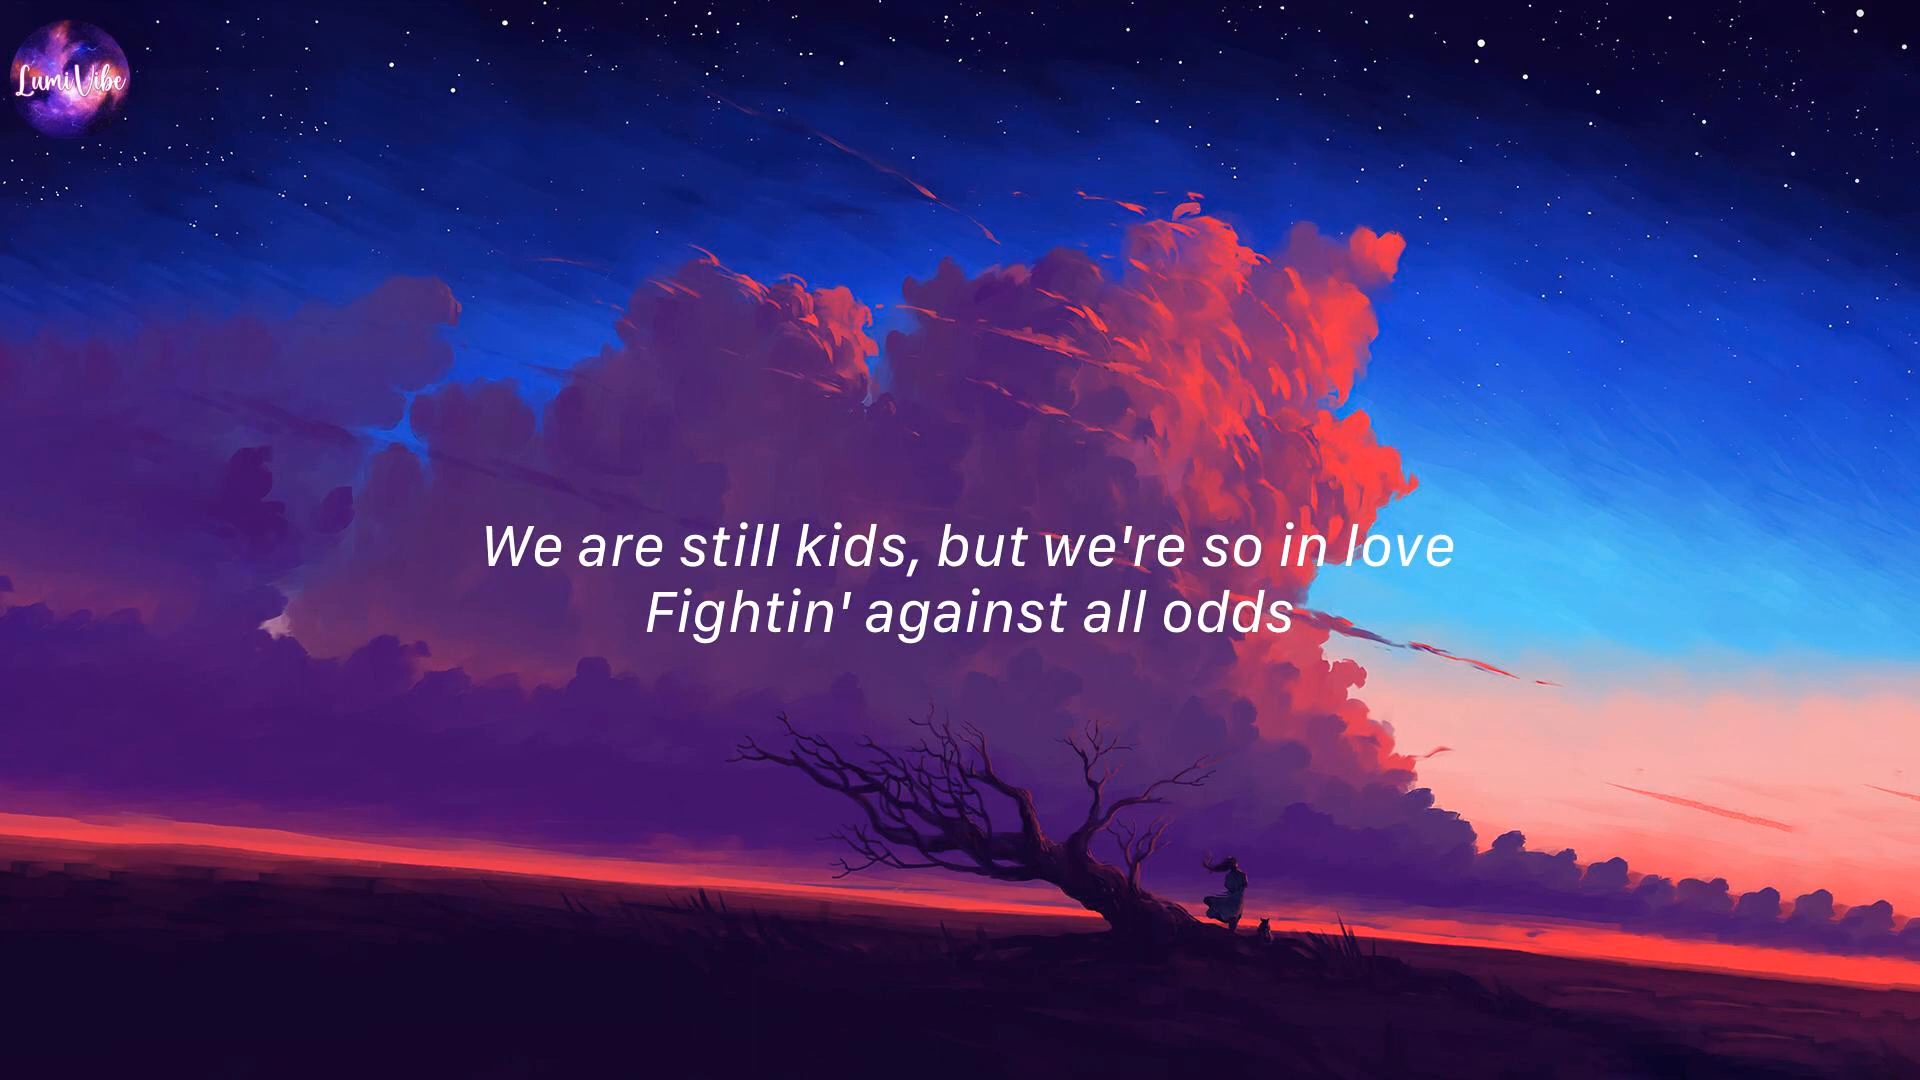 LumiVibe
We are still kids, but we're so in love
Fightin' against all odds